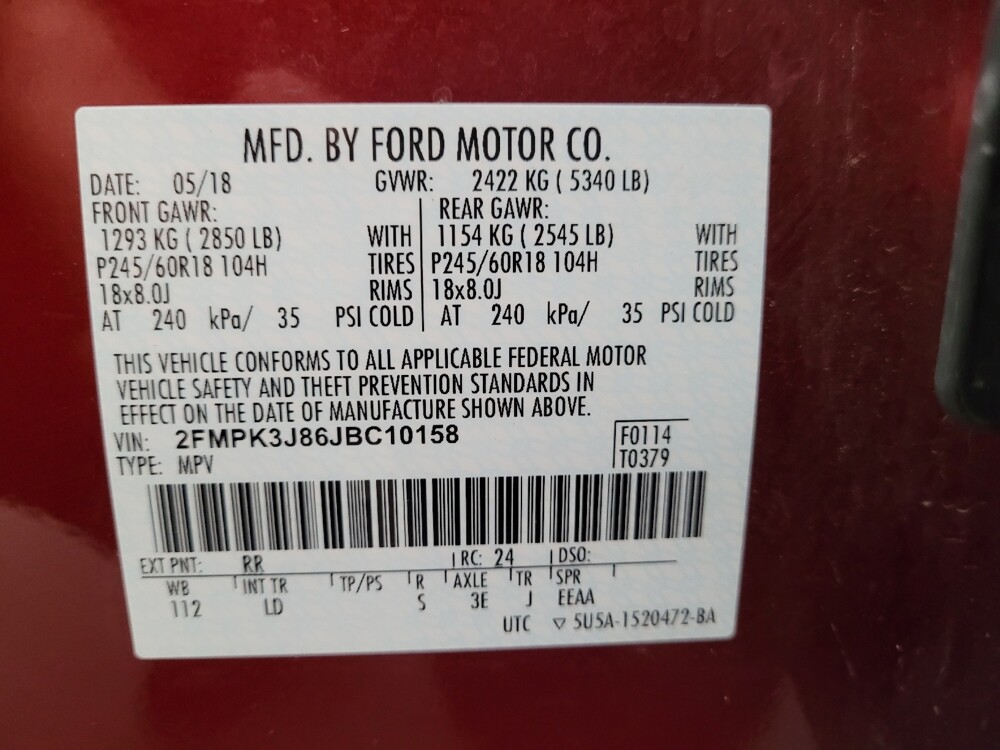 MFD. BY FORD MOTOR CO.
DATE: 05/18 GVWR: 2422 KG ( 5340 LB)
FRONT GAWR: REAR GAWR:
1293 KG ( 2850 LB) WITH 1154 KG ( 2545 LB) WITH
P245/60R18 104H TIRES P245/60R18 104H TIRES
18x8.0J RIMS 18x8.0J RIMS
AT 240 kPa/ 35 PSI COLD AT 240 kPa/ 35 PSI COLD
THIS VEHICLE CONFORMS TO ALL APPLICABLE FEDERAL MOTOR
VEHICLE SAFETY AND THEFT PREVENTION STANDARDS IN
EFFECT ON THE DATE OF MANUFACTURE SHOWN ABOVE.
VIN: 2FMPK3J86JBC10158 F0114
TYPE: MPV T0379
EXT PNT: RR RC: 24 DSO:
WB INT TR TP/PS R AXLE TR SPR
112 LD S 3E J EEAA
UTC ▽ 5U5A-1520472-BA